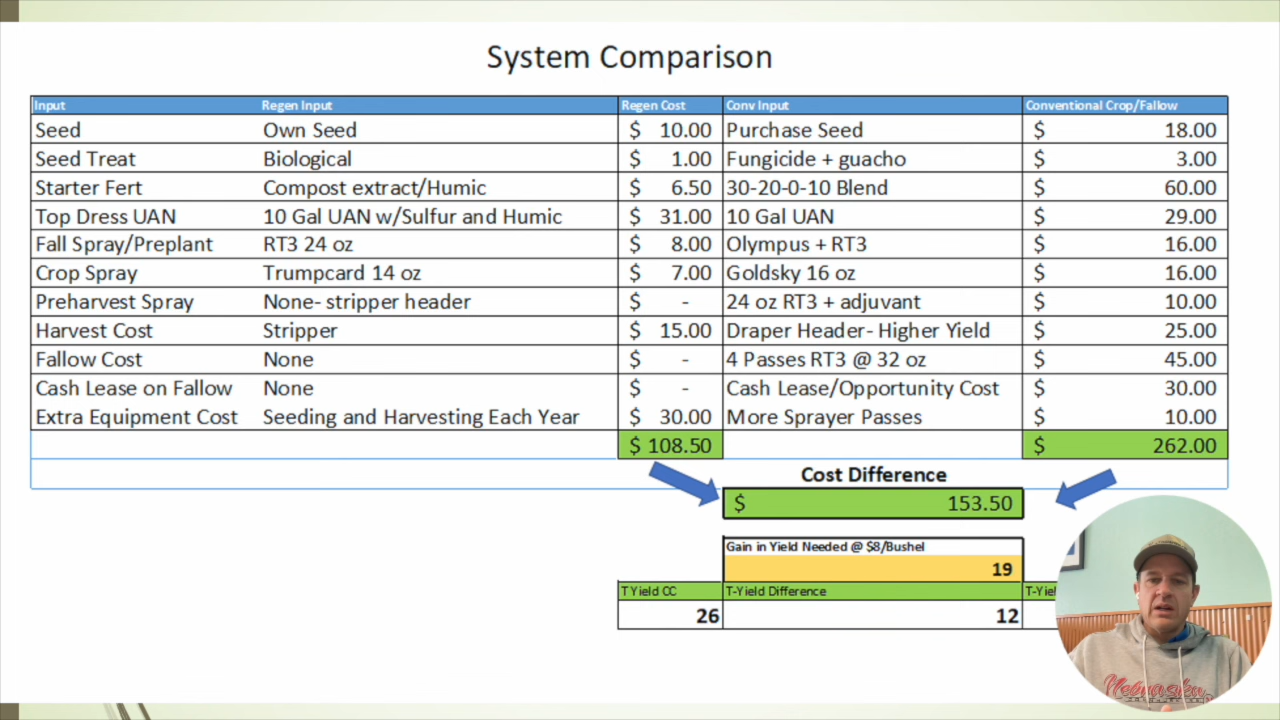 System Comparison
Input Regen Input Regen Cost Conv Input Conventional Crop/Fallow
Seed Own Seed $ 10.00 Purchase Seed $ 18.00
Seed Treat Biological $ 1.00 Fungicide + guacho $ 3.00
Starter Fert Compost extract/Humic $ 6.50 30-20-0-10 Blend $ 60.00
Top Dress UAN 10 Gal UAN w/Sulfur and Humic $ 31.00 10 Gal UAN $ 29.00
Fall Spray/Preplant RT3 24 oz $ 8.00 Olympus + RT3 $ 16.00
Crop Spray Trumpcard 14 oz $ 7.00 Goldsky 16 oz $ 16.00
Preharvest Spray None- stripper header $ - 24 oz RT3 + adjuvant $ 10.00
Harvest Cost Stripper $ 15.00 Draper Header- Higher Yield $ 25.00
Fallow Cost None $ - 4 Passes RT3 @ 32 oz $ 45.00
Cash Lease on Fallow None $ - Cash Lease/Opportunity Cost $ 30.00
Extra Equipment Cost Seeding and Harvesting Each Year $ 30.00 More Sprayer Passes $ 10.00
$ 108.50 $ 262.00
Cost Difference
$ 153.50
Gain in Yield Needed @ $8/Bushel
19
T Yield CC T-Yield Difference T-Yiel
26 12
Nebraska